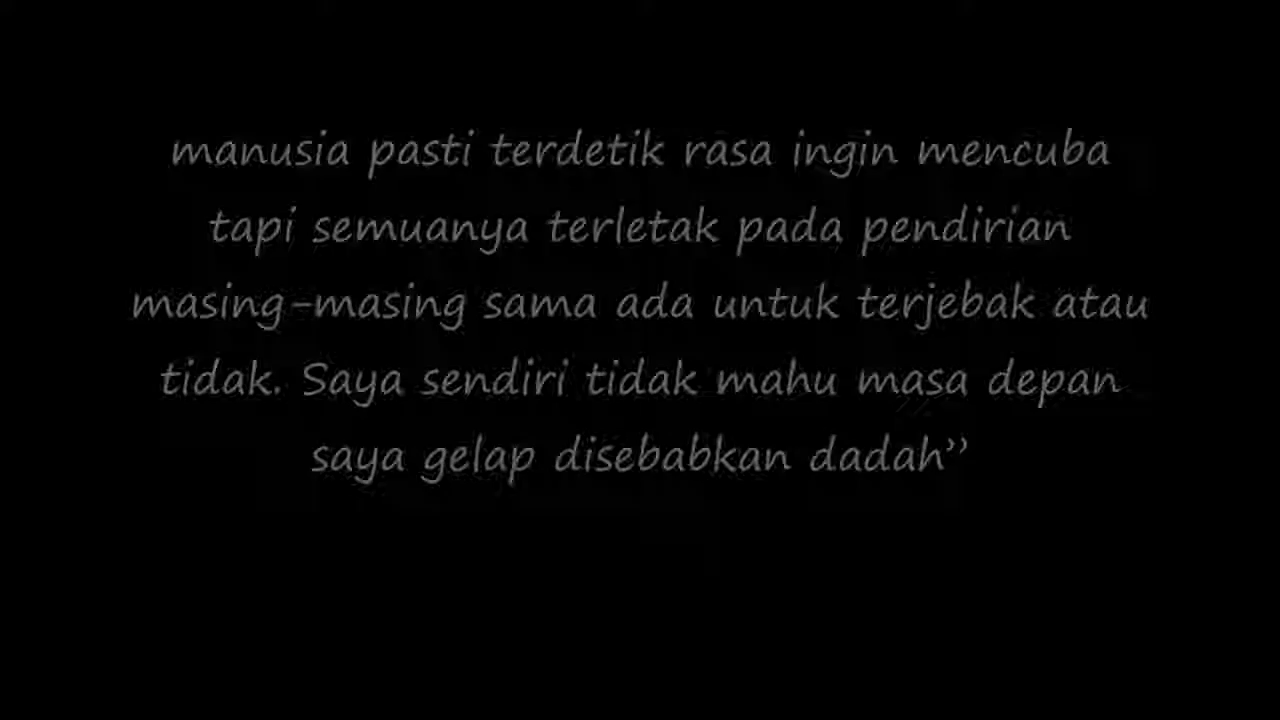 manusia pasti terdetik rasa ingin mencuba
tapi semuanya terletak pada pendirian
masing-masing sama ada untuk terjebak atau
tidak. Saya sendiri tidak mahu masa depan
saya gelap disebabkan dadah”